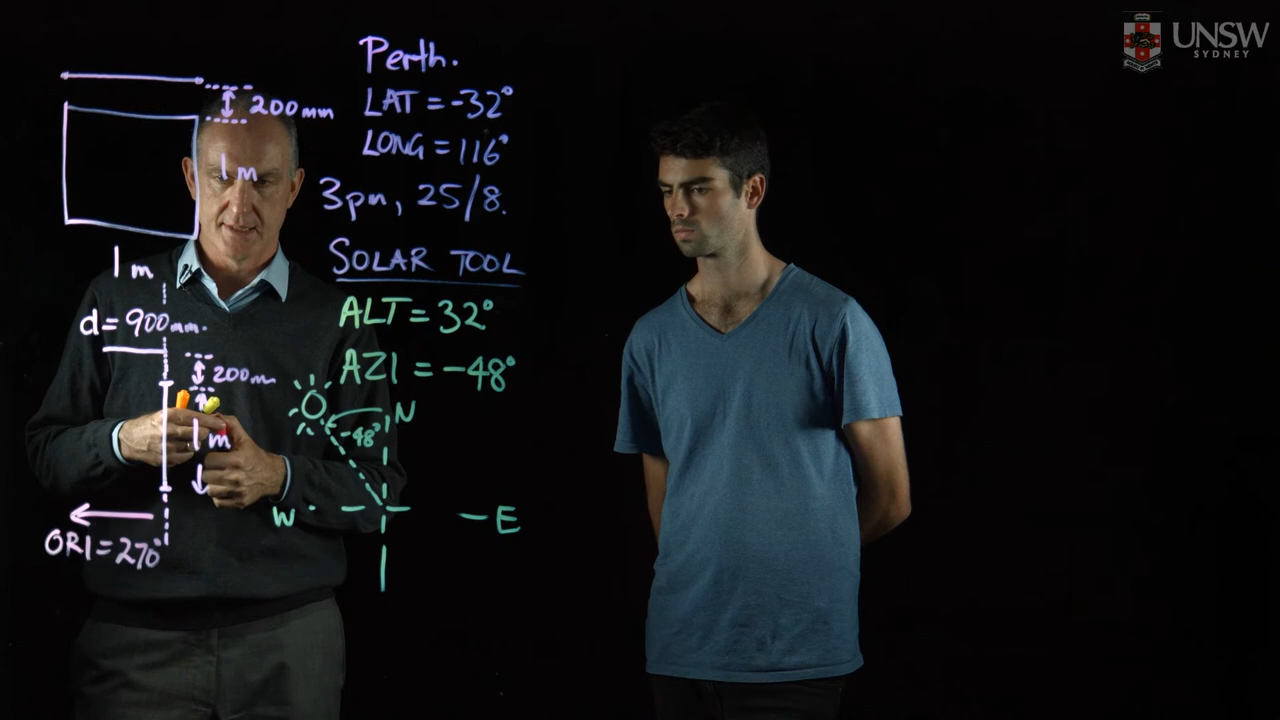 UNSW
SYDNEY
Perth.
LAT = -32°
LONG = 116°
3pm, 25/8.
SOLAR TOOL
ALT = 32°
AZI = -48°
N
-48°
W
E
200mm
1m
1m
d = 900mm.
200mm
1m
ORI = 270°